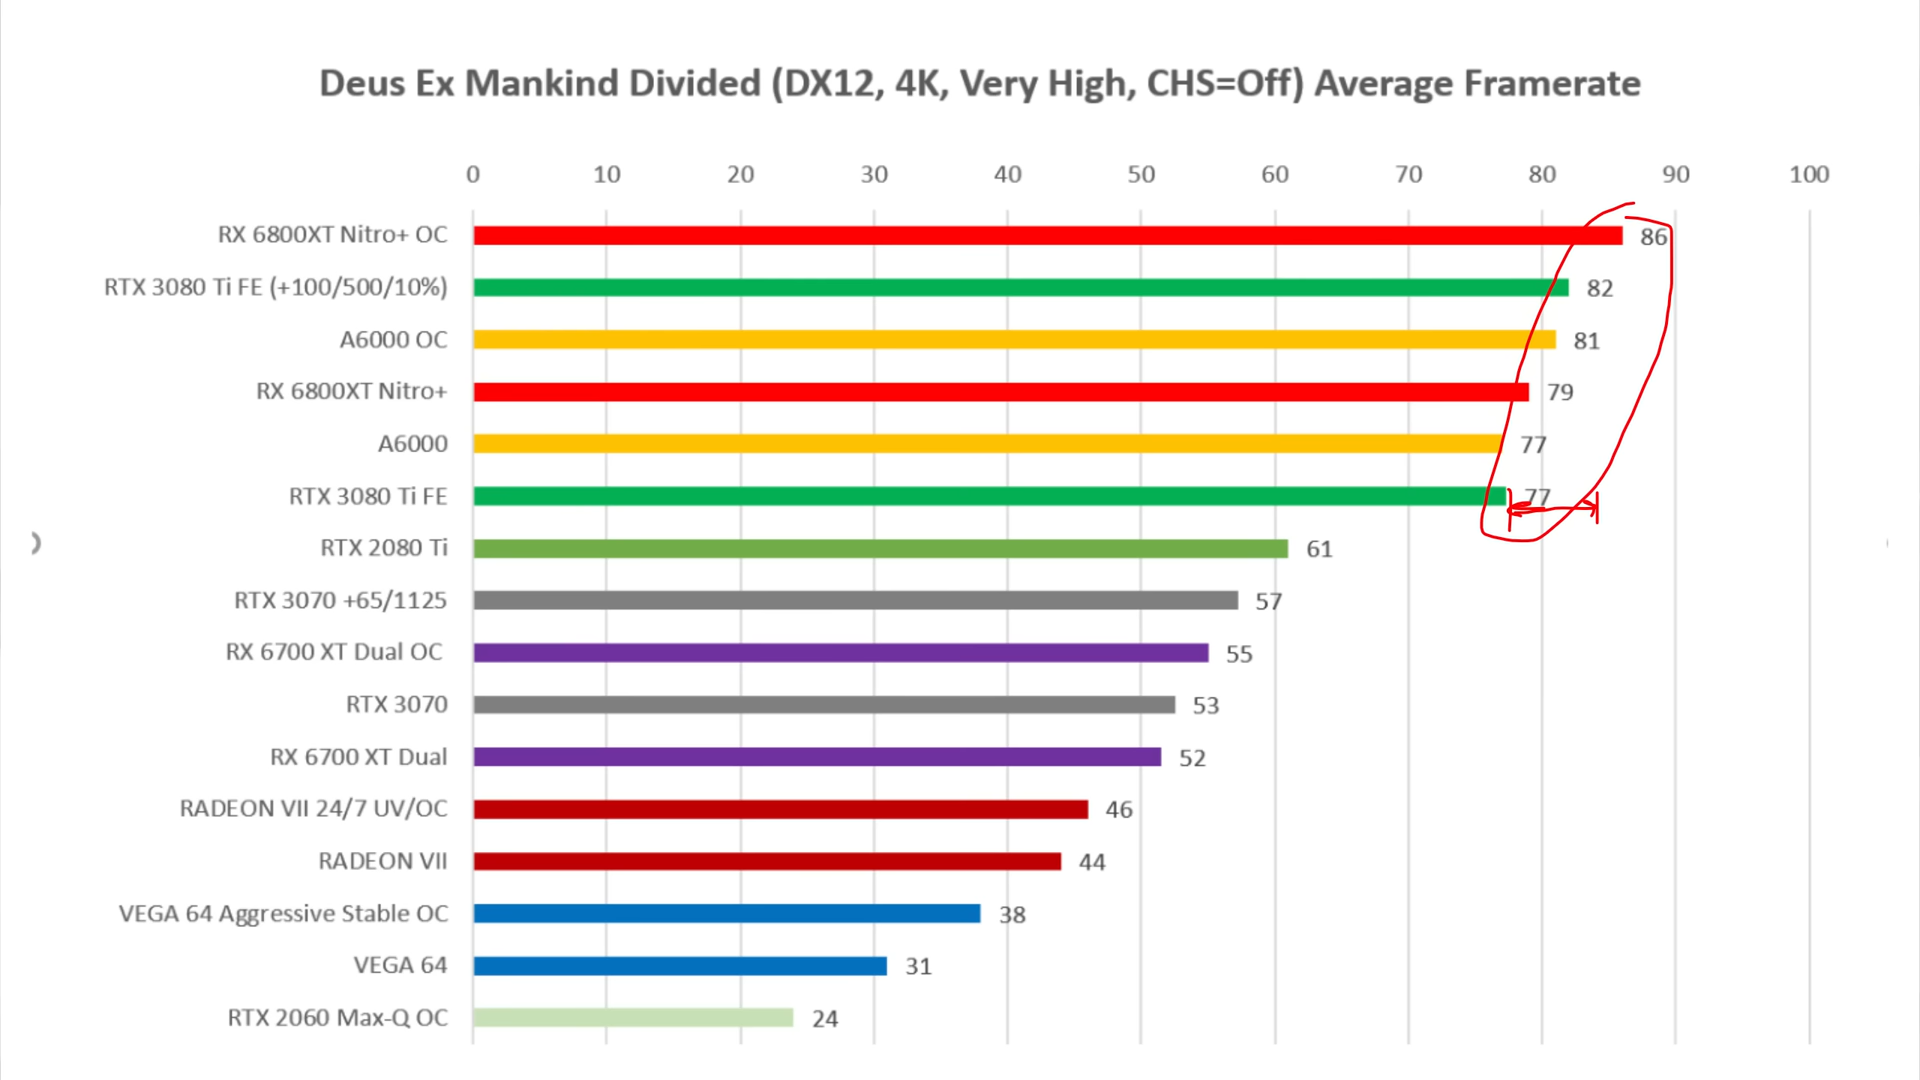 Deus Ex Mankind Divided (DX12, 4K, Very High, CHS=Off) Average Framerate
0 10 20 30 40 50 60 70 80 90 100
RX 6800XT Nitro+ OC 86
RTX 3080 Ti FE (+100/500/10%) 82
A6000 OC 81
RX 6800XT Nitro+ 79
A6000 77
RTX 3080 Ti FE 77
RTX 2080 Ti 61
RTX 3070 +65/1125 57
RX 6700 XT Dual OC 55
RTX 3070 53
RX 6700 XT Dual 52
RADEON VII 24/7 UV/OC 46
RADEON VII 44
VEGA 64 Aggressive Stable OC 38
VEGA 64 31
RTX 2060 Max-Q OC 24